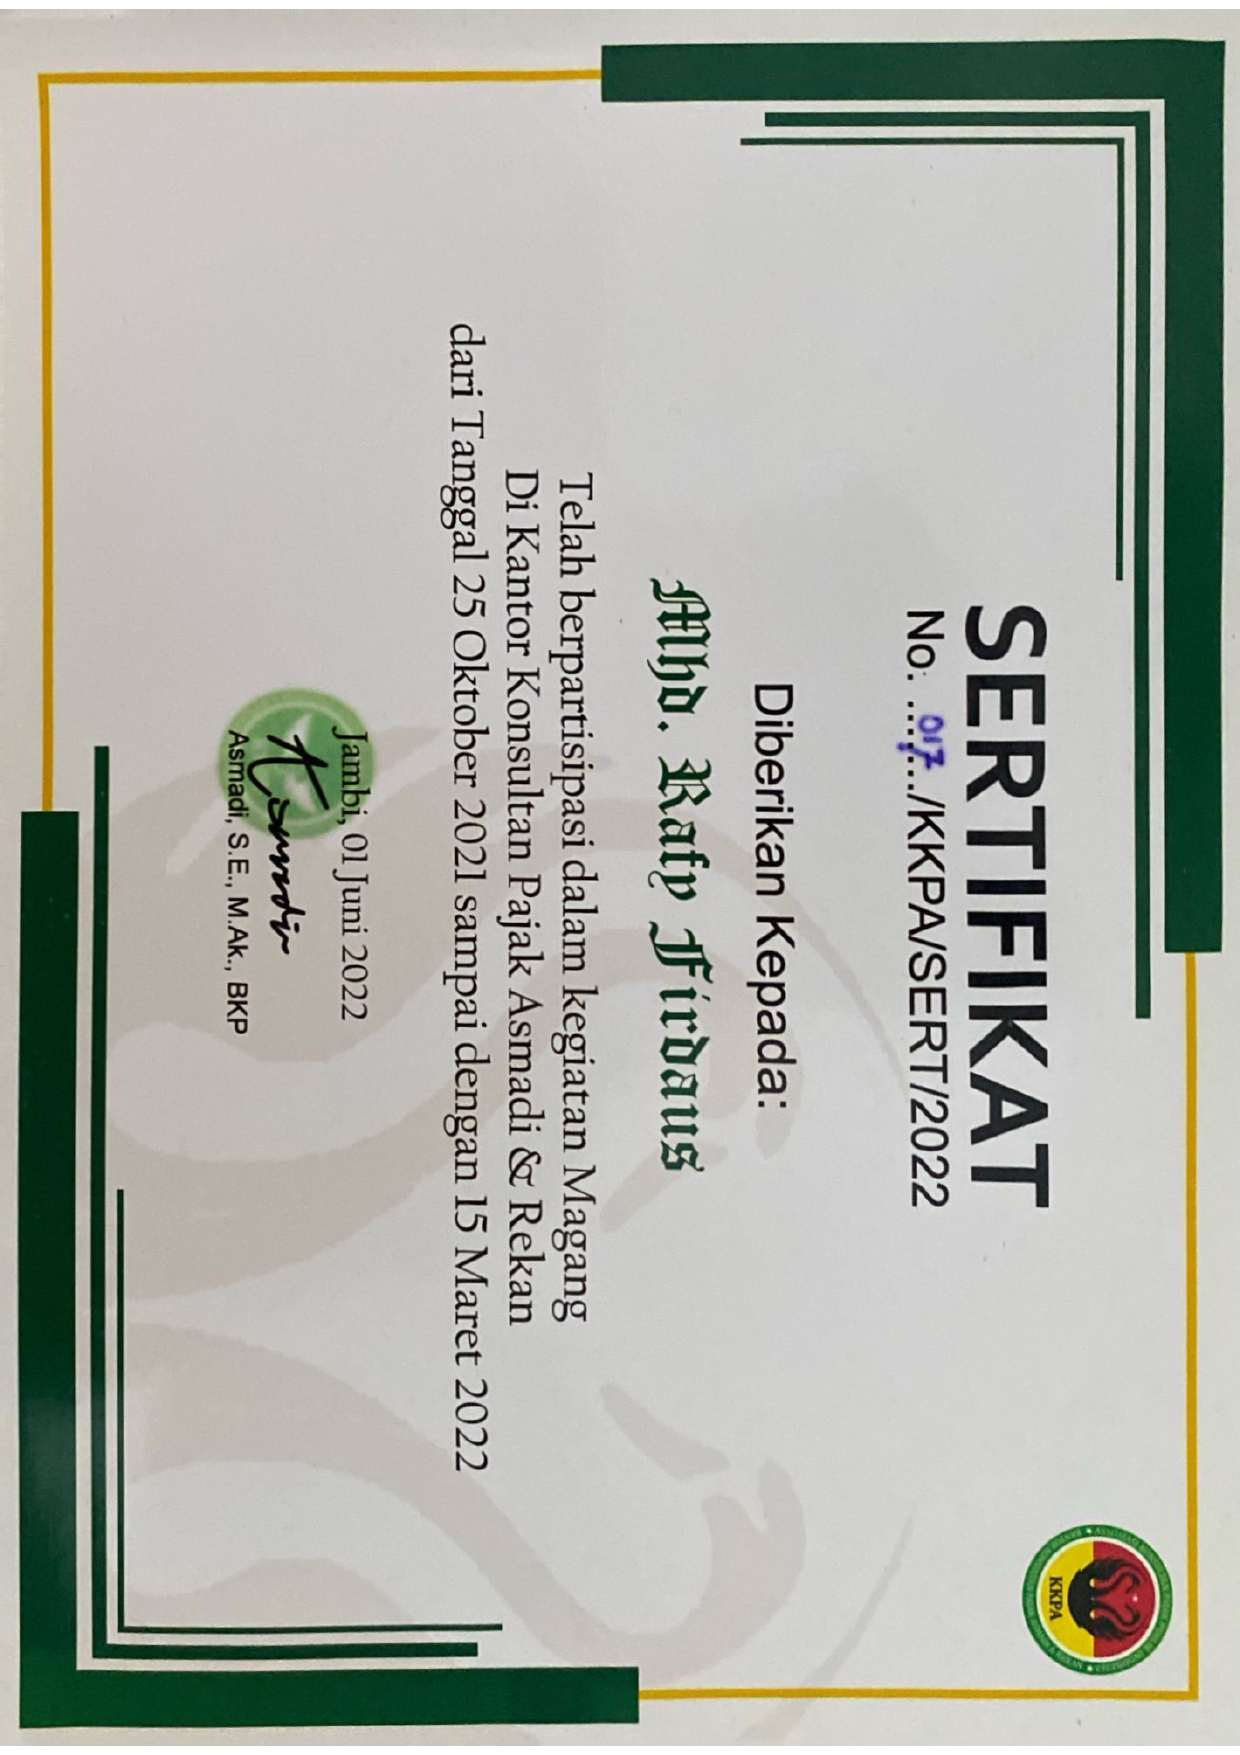 KKPA
SERTIFIKAT
No. ..017../KKPA/SERT/2022
Diberikan Kepada:
Mhd. Rafy Firdaus
Telah berpartisipasi dalam kegiatan Magang
Di Kantor Konsultan Pajak Asmadi & Rekan
dari Tanggal 25 Oktober 2021 sampai dengan 15 Maret 2022
Jambi, 01 Juni 2022
Asmadi
Asmadi, S.E., M.Ak., BKP